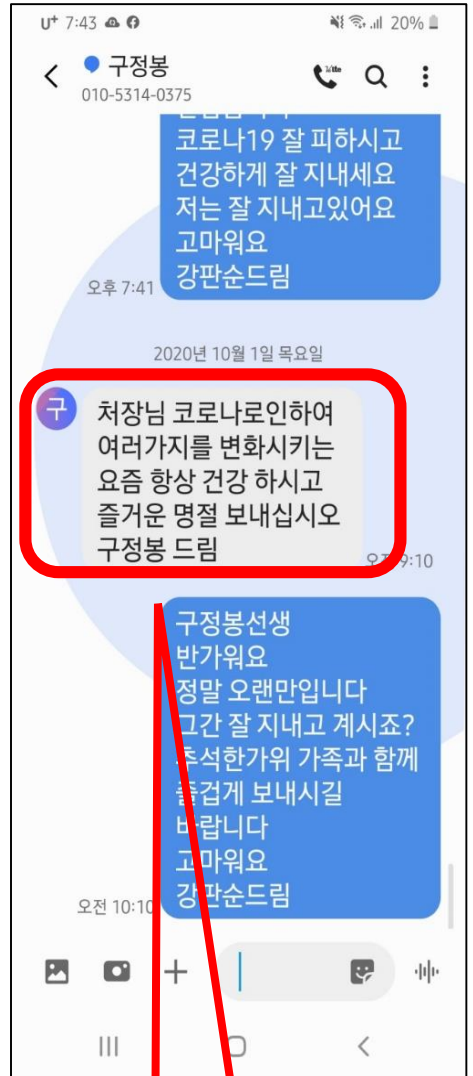 U+ 7:43 20%
구정봉
010-5314-0375
코로나19 잘 피하시고
건강하게 잘 지내세요
저는 잘 지내고있어요
고마워요
강판순드림
오후 7:41
2020년 10월 1일 목요일
구
처장님 코로나로인하여
여러가지를 변화시키는
요즘 항상 건강 하시고
즐거운 명절 보내십시오
구정봉 드림
오전 9:10
구정봉선생
반가워요
정말 오랜만입니다
그간 잘 지내고 계시죠?
추석한가위 가족과 함께
즐겁게 보내시길
바랍니다
고마워요
강판순드림
오전 10:10